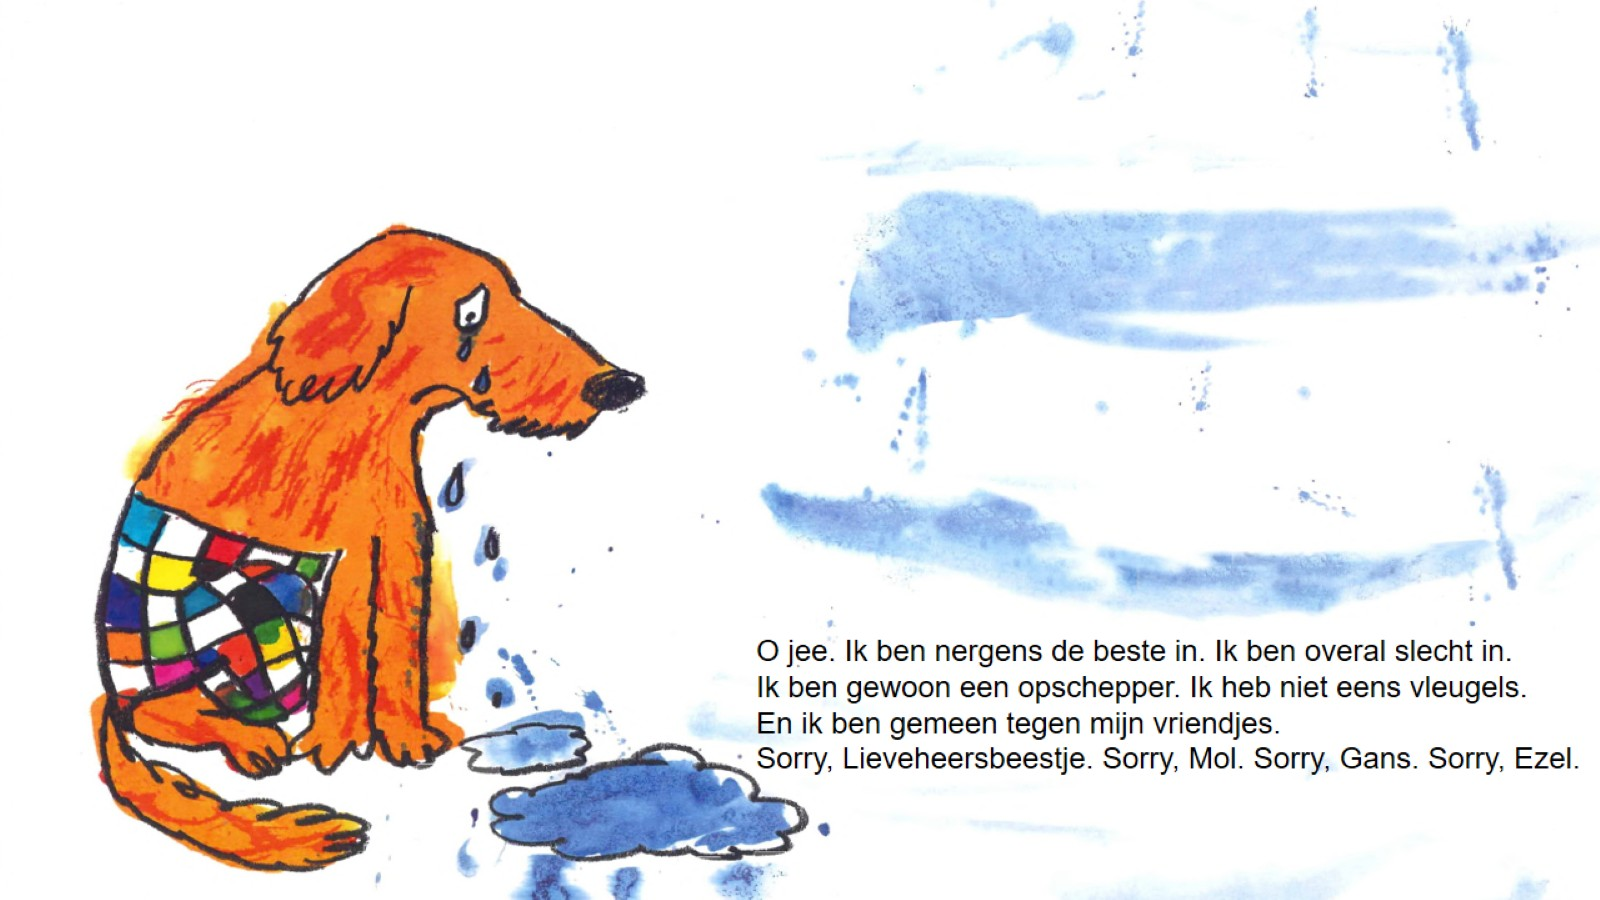 O jee. Ik ben nergens de beste in. Ik ben overal slecht in.
Ik ben gewoon een opschepper. Ik heb niet eens vleugels.
En ik ben gemeen tegen mijn vriendjes.
Sorry, Lieveheersbeestje. Sorry, Mol. Sorry, Gans. Sorry, Ezel.